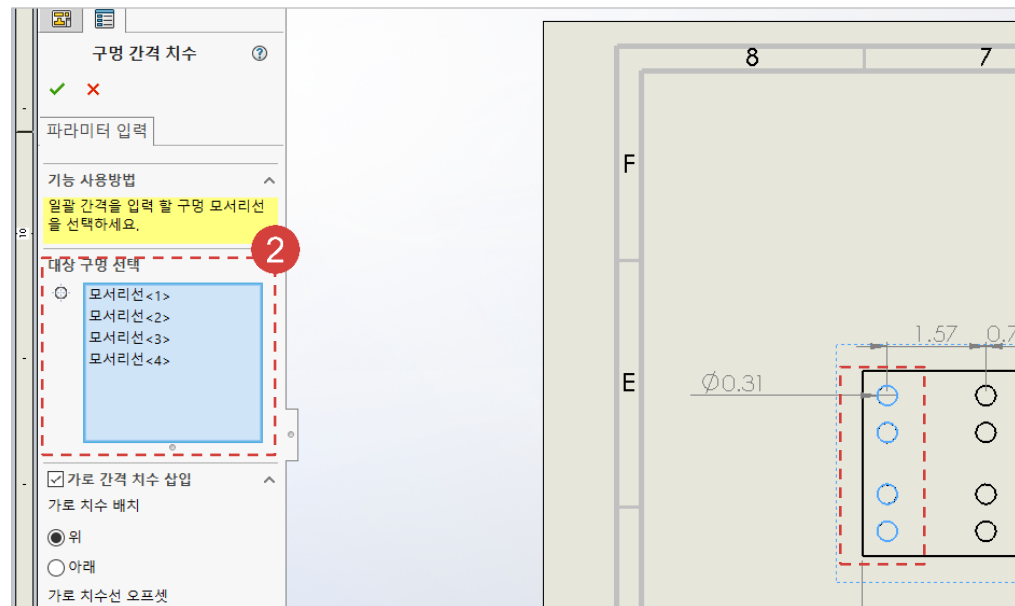 구멍 간격 치수
파라미터 입력
기능 사용방법
일괄 간격을 입력 할 구멍 모서리선
을 선택하세요.
2
대상 구멍 선택
모서리선<1>
모서리선<2>
모서리선<3>
모서리선<4>
가로 간격 치수 삽입
가로 치수 배치
위
아래
가로 치수선 오프셋
10
8
7
F
E
1.57
0.7
Ø0.31